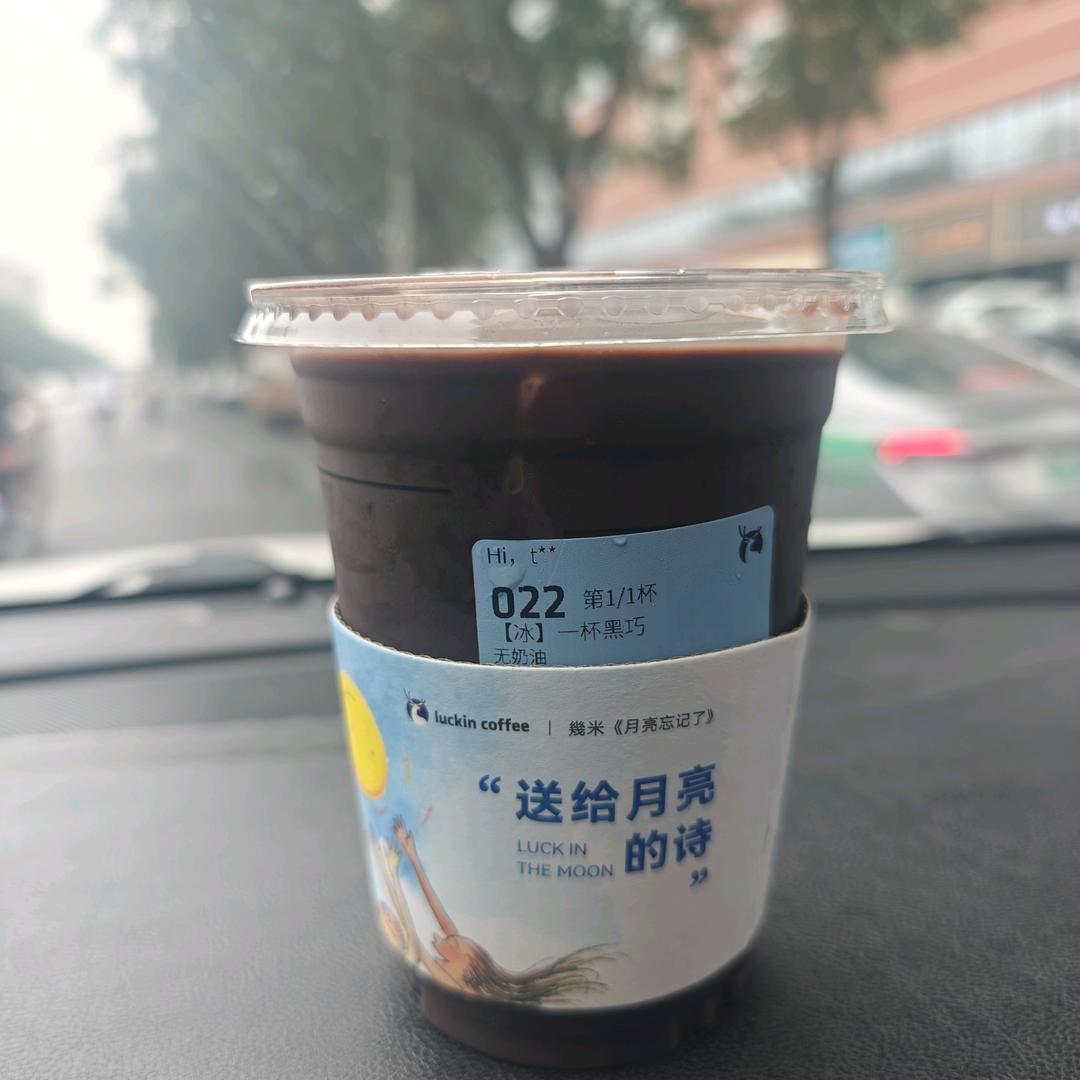 Hi, t**
022 第1/1杯
【冰】一杯黑巧
无奶油
luckin coffee | 幾米《月亮忘记了》
“送给月亮
的诗”
LUCK IN
THE MOON